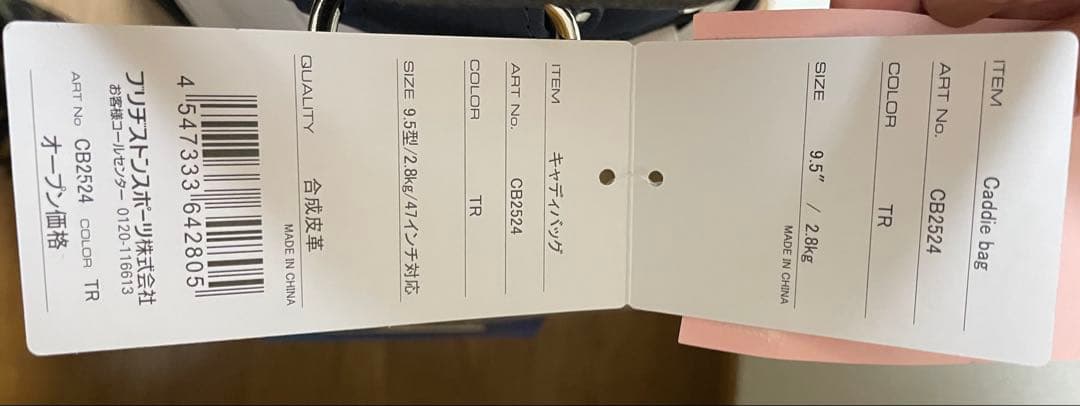 ITEM Caddie bag
ART No. CB2524
COLOR TR
SIZE 9.5" / 2.8kg
MADE IN CHINA
ITEM キャディバッグ
ART No. CB2524
COLOR TR
SIZE 9.5型/2.8kg/47インチ対応
QUALITY 合成皮革
MADE IN CHINA
4 547333 642805
ブリヂストンスポーツ株式会社
お客様コールセンター 0120-116613
ART No CB2524 COLOR TR
オープン価格